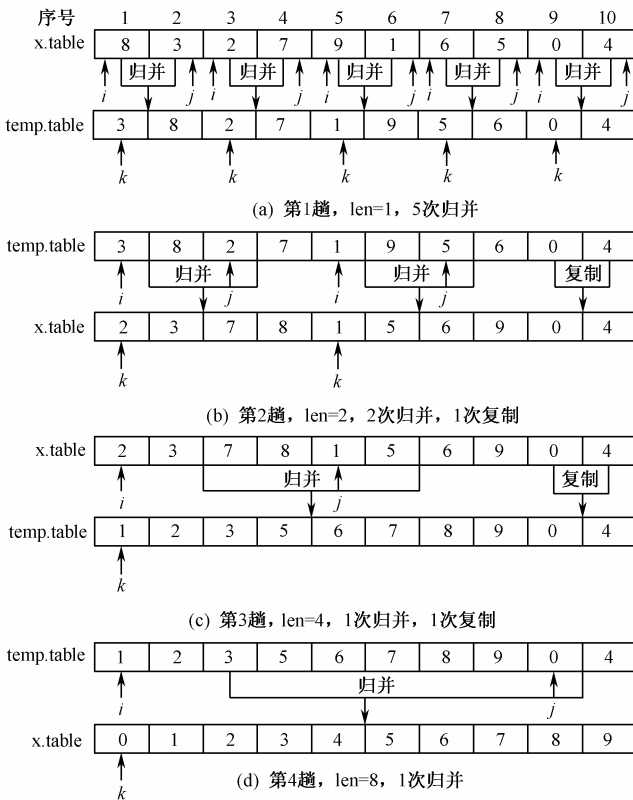 序号 1 2 3 4 5 6 7 8 9 10
x.table 8 3 2 7 9 1 6 5 0 4
归并 归并 归并 归并 归并
i j i j i j i j i j
temp.table 3 8 2 7 1 9 5 6 0 4
k k k k k
(a) 第1趟，len=1，5次归并
temp.table 3 8 2 7 1 9 5 6 0 4
归并 归并 复制
i j i j
x.table 2 3 7 8 1 5 6 9 0 4
k k
(b) 第2趟，len=2，2次归并，1次复制
x.table 2 3 7 8 1 5 6 9 0 4
归并 复制
i j
temp.table 1 2 3 5 6 7 8 9 0 4
k
(c) 第3趟，len=4，1次归并，1次复制
temp.table 1 2 3 5 6 7 8 9 0 4
归并
i j
x.table 0 1 2 3 4 5 6 7 8 9
k
(d) 第4趟，len=8，1次归并